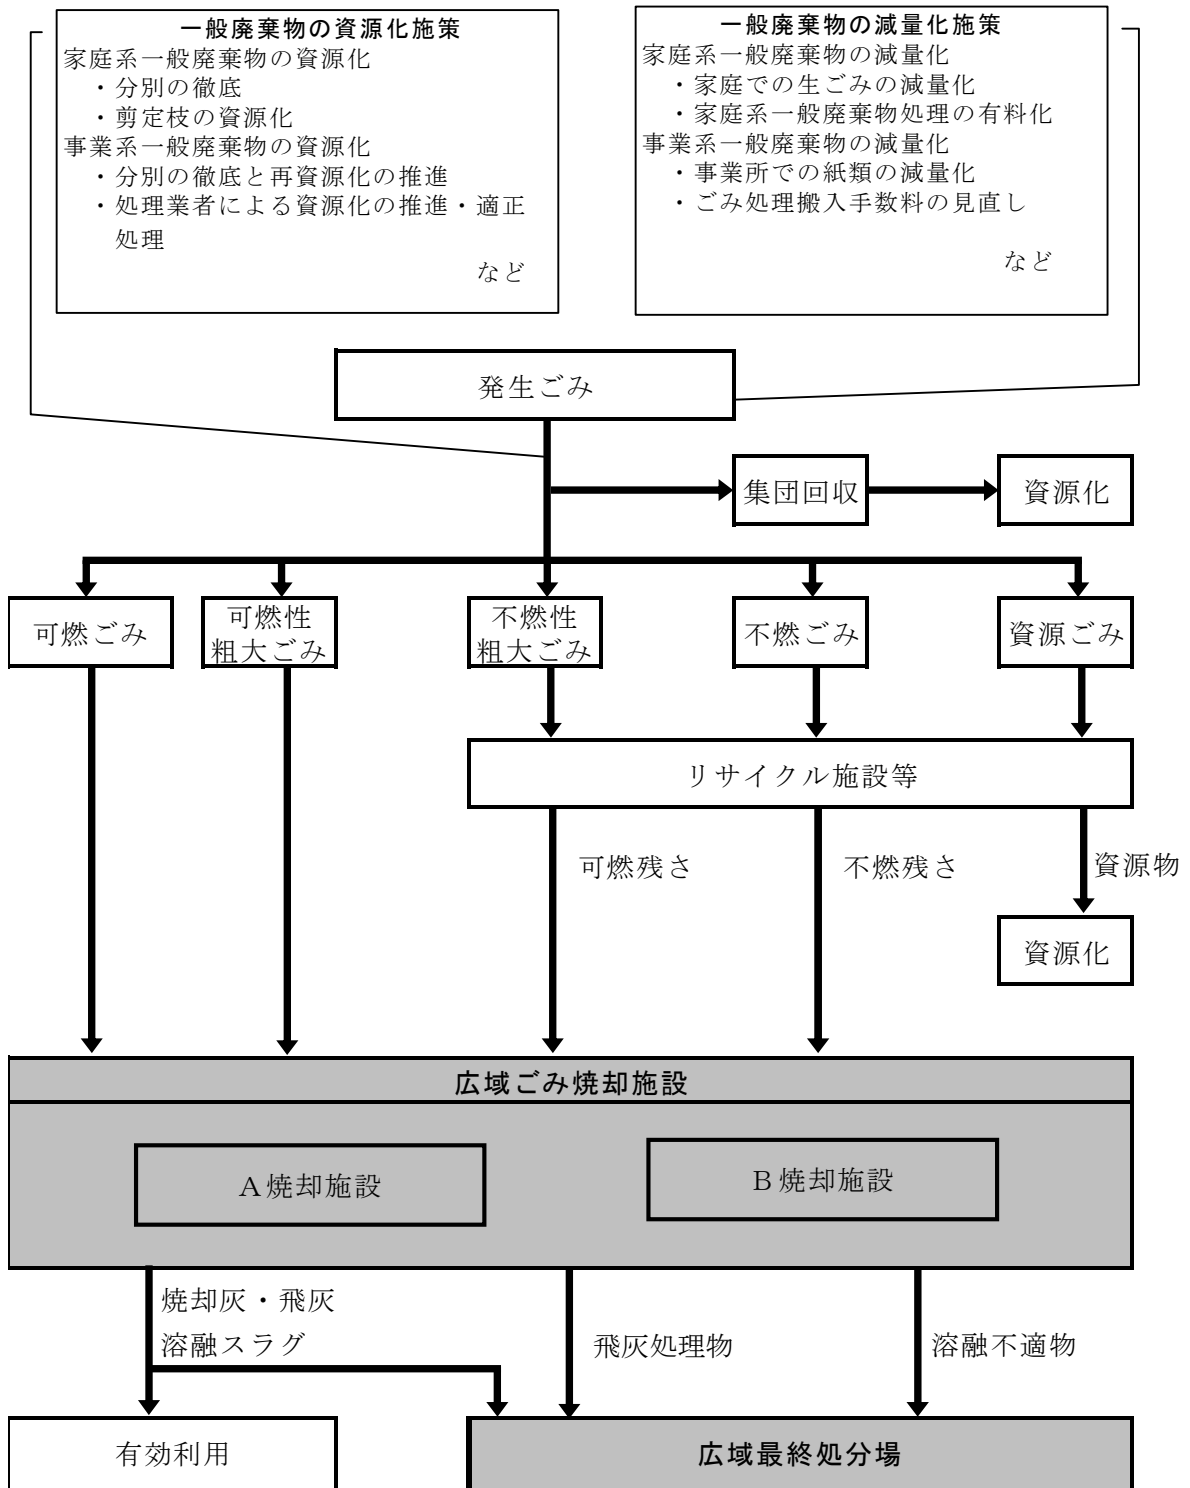 一般廃棄物の資源化施策
家庭系一般廃棄物の資源化
・分別の徹底
・剪定枝の資源化
事業系一般廃棄物の資源化
・分別の徹底と再資源化の推進
・処理業者による資源化の推進・適正
処理
など
一般廃棄物の減量化施策
家庭系一般廃棄物の減量化
・家庭での生ごみの減量化
・家庭系一般廃棄物処理の有料化
事業系一般廃棄物の減量化
・事業所での紙類の減量化
・ごみ処理搬入手数料の見直し
など
発生ごみ
集団回収
資源化
可燃ごみ
可燃性
粗大ごみ
不燃性
粗大ごみ
不燃ごみ
資源ごみ
リサイクル施設等
可燃残さ
不燃残さ
資源物
資源化
広域ごみ焼却施設
Ａ焼却施設
Ｂ焼却施設
焼却灰・飛灰
溶融スラグ
飛灰処理物
溶融不適物
有効利用
広域最終処分場